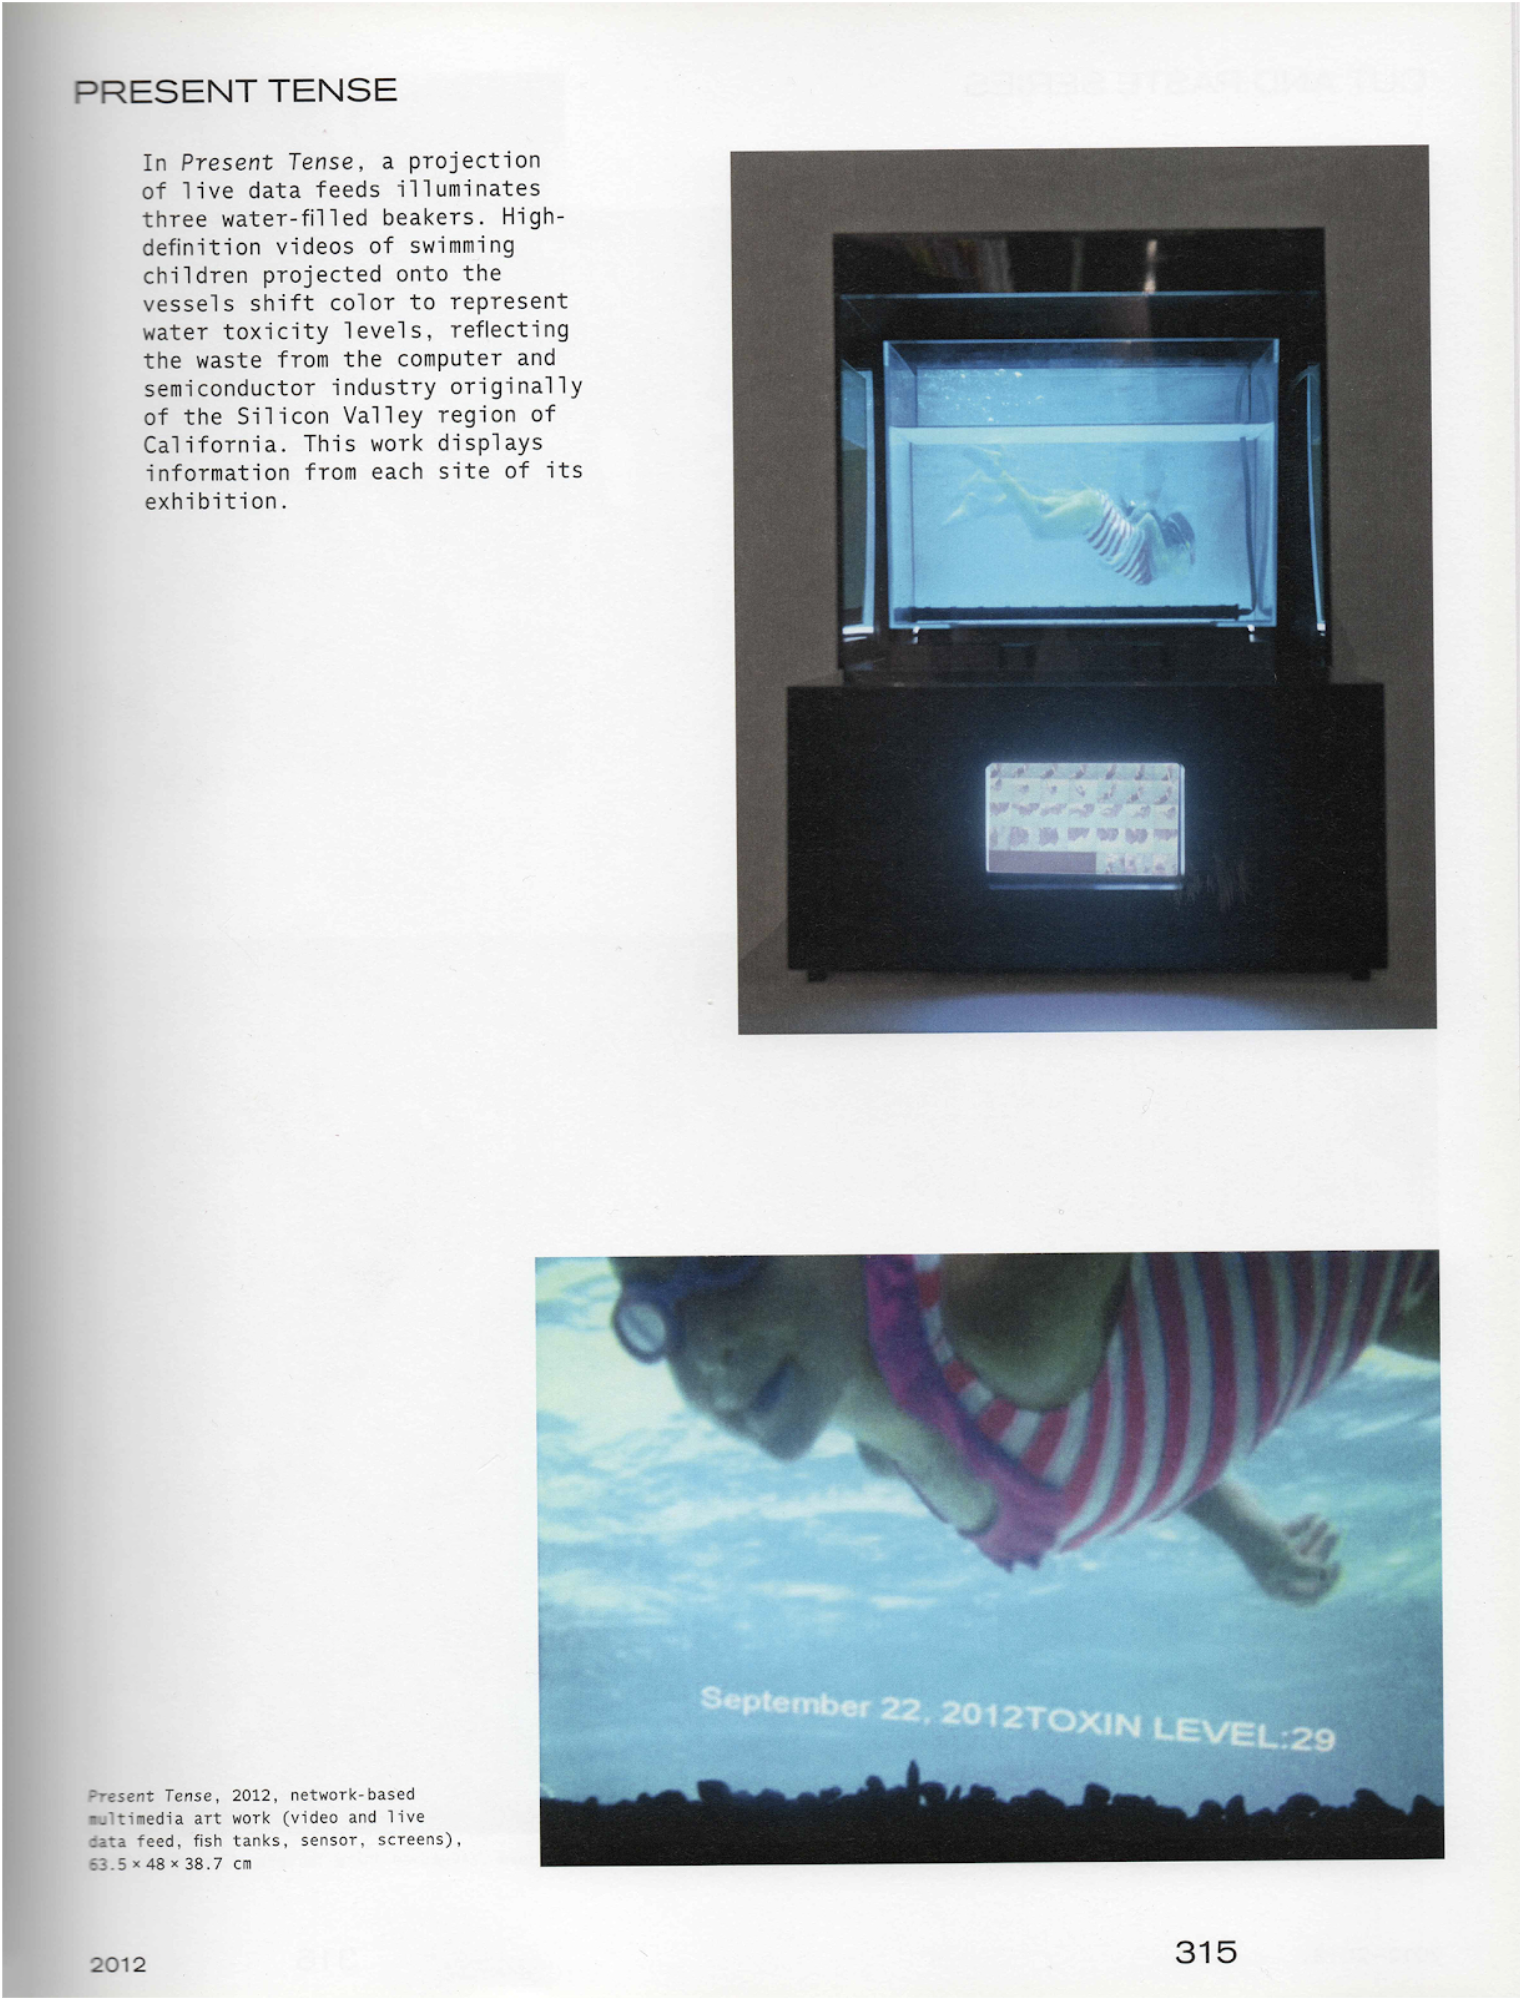 PRESENT TENSE
In Present Tense, a projection
of live data feeds illuminates
three water-filled beakers. High-
definition videos of swimming
children projected onto the
vessels shift color to represent
water toxicity levels, reflecting
the waste from the computer and
semiconductor industry originally
of the Silicon Valley region of
California. This work displays
information from each site of its
exhibition.
September 22, 2012TOXIN LEVEL:29
Present Tense, 2012, network-based
multimedia art work (video and live
data feed, fish tanks, sensor, screens),
63.5 × 48 × 38.7 cm
2012
315